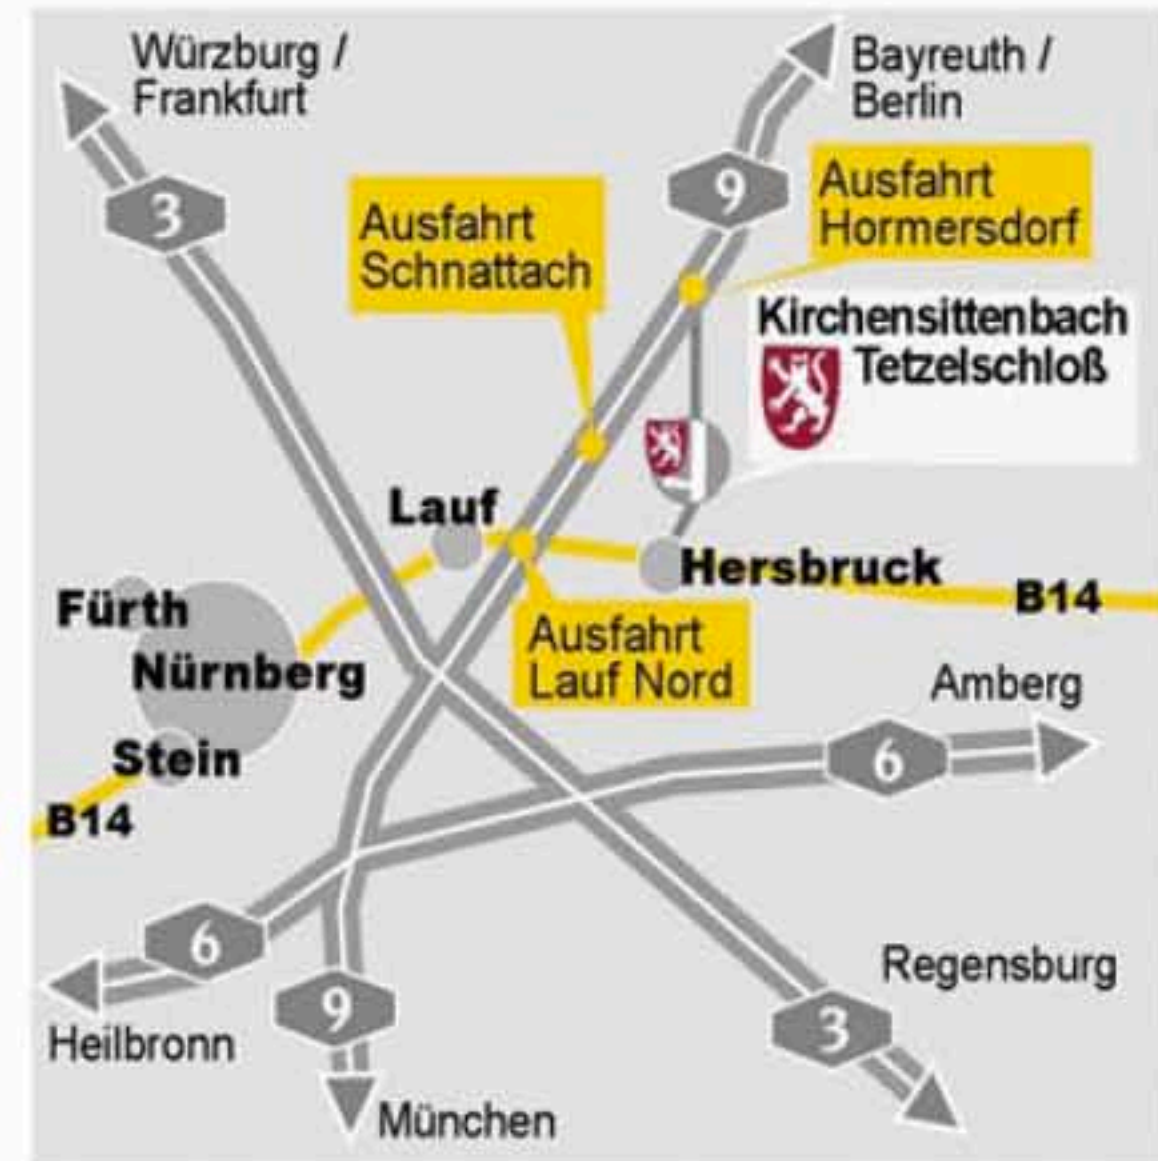 Würzburg /
Frankfurt
Bayreuth /
Berlin
3
9
Ausfahrt
Hormersdorf
Ausfahrt
Schnattach
Kirchensittenbach
Tetzelschloß
Lauf
Hersbruck
B14
Fürth
Nürnberg
Ausfahrt
Lauf Nord
Amberg
Stein
6
B14
6
Regensburg
9
3
Heilbronn
München